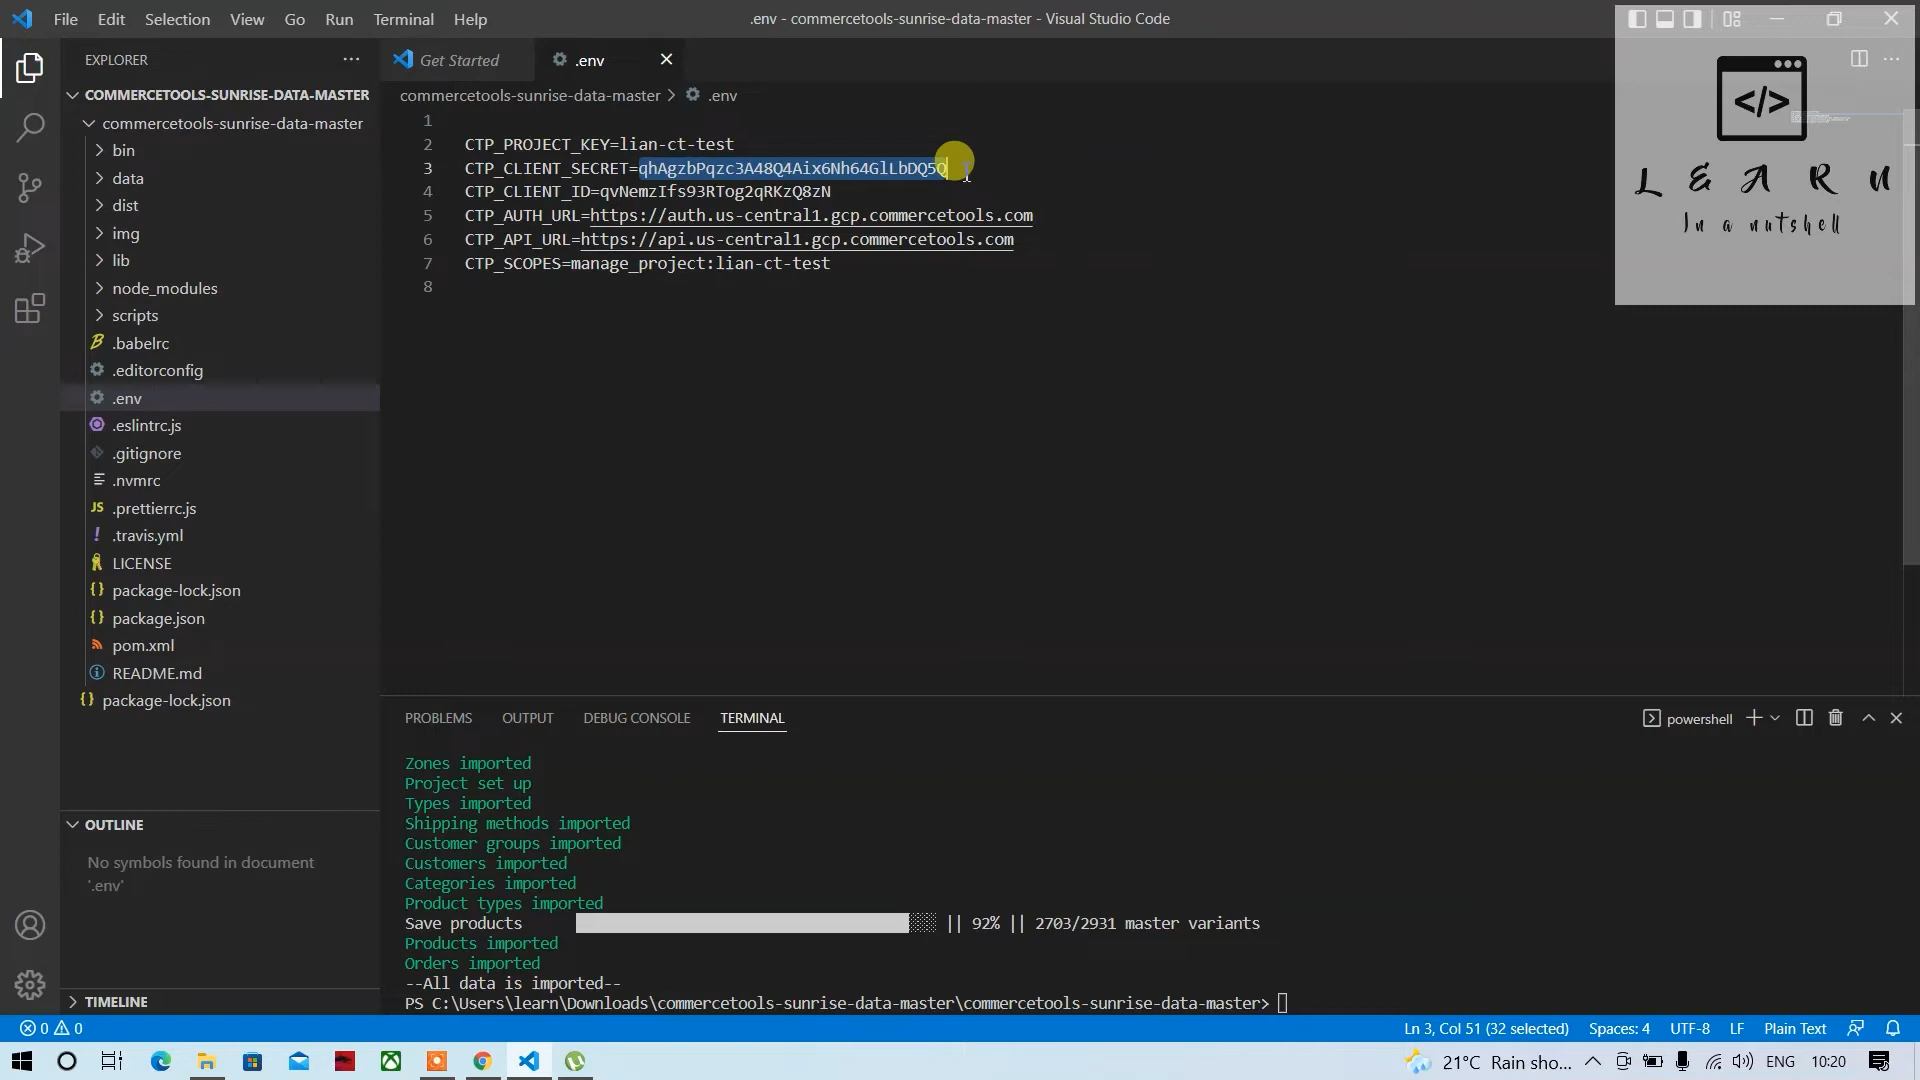 File Edit Selection View Go Run Terminal Help
.env - commercetools-sunrise-data-master - Visual Studio Code
EXPLORER
Get Started
.env
COMMERCETOOLS-SUNRISE-DATA-MASTER
commercetools-sunrise-data-master > .env
commercetools-sunrise-data-master
bin
data
dist
img
lib
node_modules
scripts
.babelrc
.editorconfig
.env
.eslintrc.js
.gitignore
.nvmrc
JS .prettierrc.js
! .travis.yml
LICENSE
{} package-lock.json
{} package.json
pom.xml
README.md
{} package-lock.json
1
2 CTP_PROJECT_KEY=lian-ct-test
3 CTP_CLIENT_SECRET=qhAgzbPqzc3A48Q4Aix6Nh64GlLbDQ5Q
4 CTP_CLIENT_ID=qvNemzIfs93RTog2qRKzQ8zN
5 CTP_AUTH_URL=https://auth.us-central1.gcp.commercetools.com
6 CTP_API_URL=https://api.us-central1.gcp.commercetools.com
7 CTP_SCOPES=manage_project:lian-ct-test
8
</>
LEARN
In a nutshell
OUTLINE
No symbols found in document
'.env'
TIMELINE
PROBLEMS OUTPUT DEBUG CONSOLE TERMINAL
powershell
Zones imported
Project set up
Types imported
Shipping methods imported
Customer groups imported
Customers imported
Categories imported
Product types imported
Save products || 92% || 2703/2931 master variants
Products imported
Orders imported
--All data is imported--
PS C:\Users\learn\Downloads\commercetools-sunrise-data-master\commercetools-sunrise-data-master>
0 0
Ln 3, Col 51 (32 selected) Spaces: 4 UTF-8 LF Plain Text
21°C Rain sho... ENG 10:20